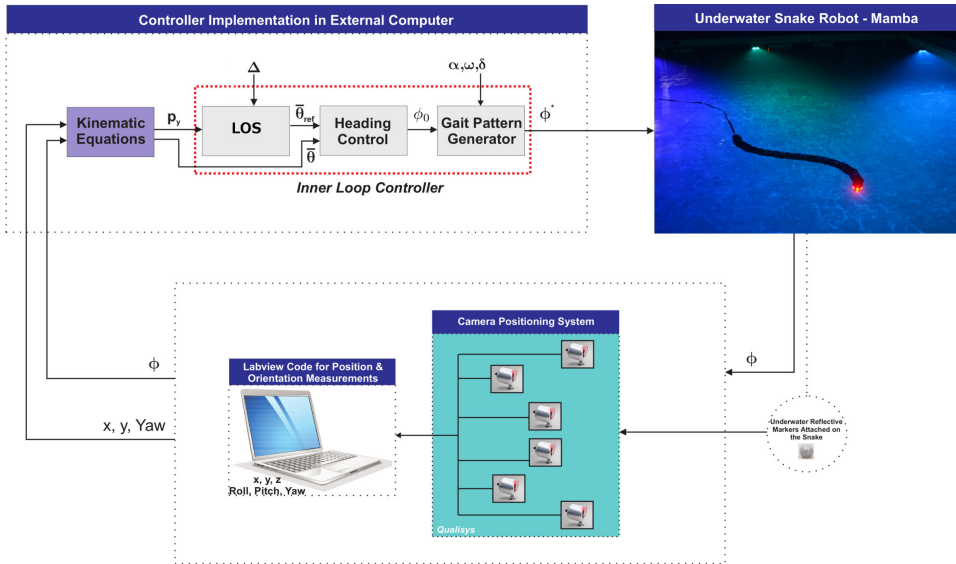 Controller Implementation in External Computer
Underwater Snake Robot - Mamba
Δ
α,ω,δ
Kinematic
Equations
p_y
LOS
θ̅_ref
Heading
Control
ϕ_0
Gait Pattern
Generator
ϕ*
θ̅
Inner Loop Controller
Camera Positioning System
Labview Code for Position &
Orientation Measurements
ϕ
ϕ
x, y, Yaw
x, y, z
Roll, Pitch, Yaw
Underwater Reflective
Markers Attached on
the Snake
Qualisys